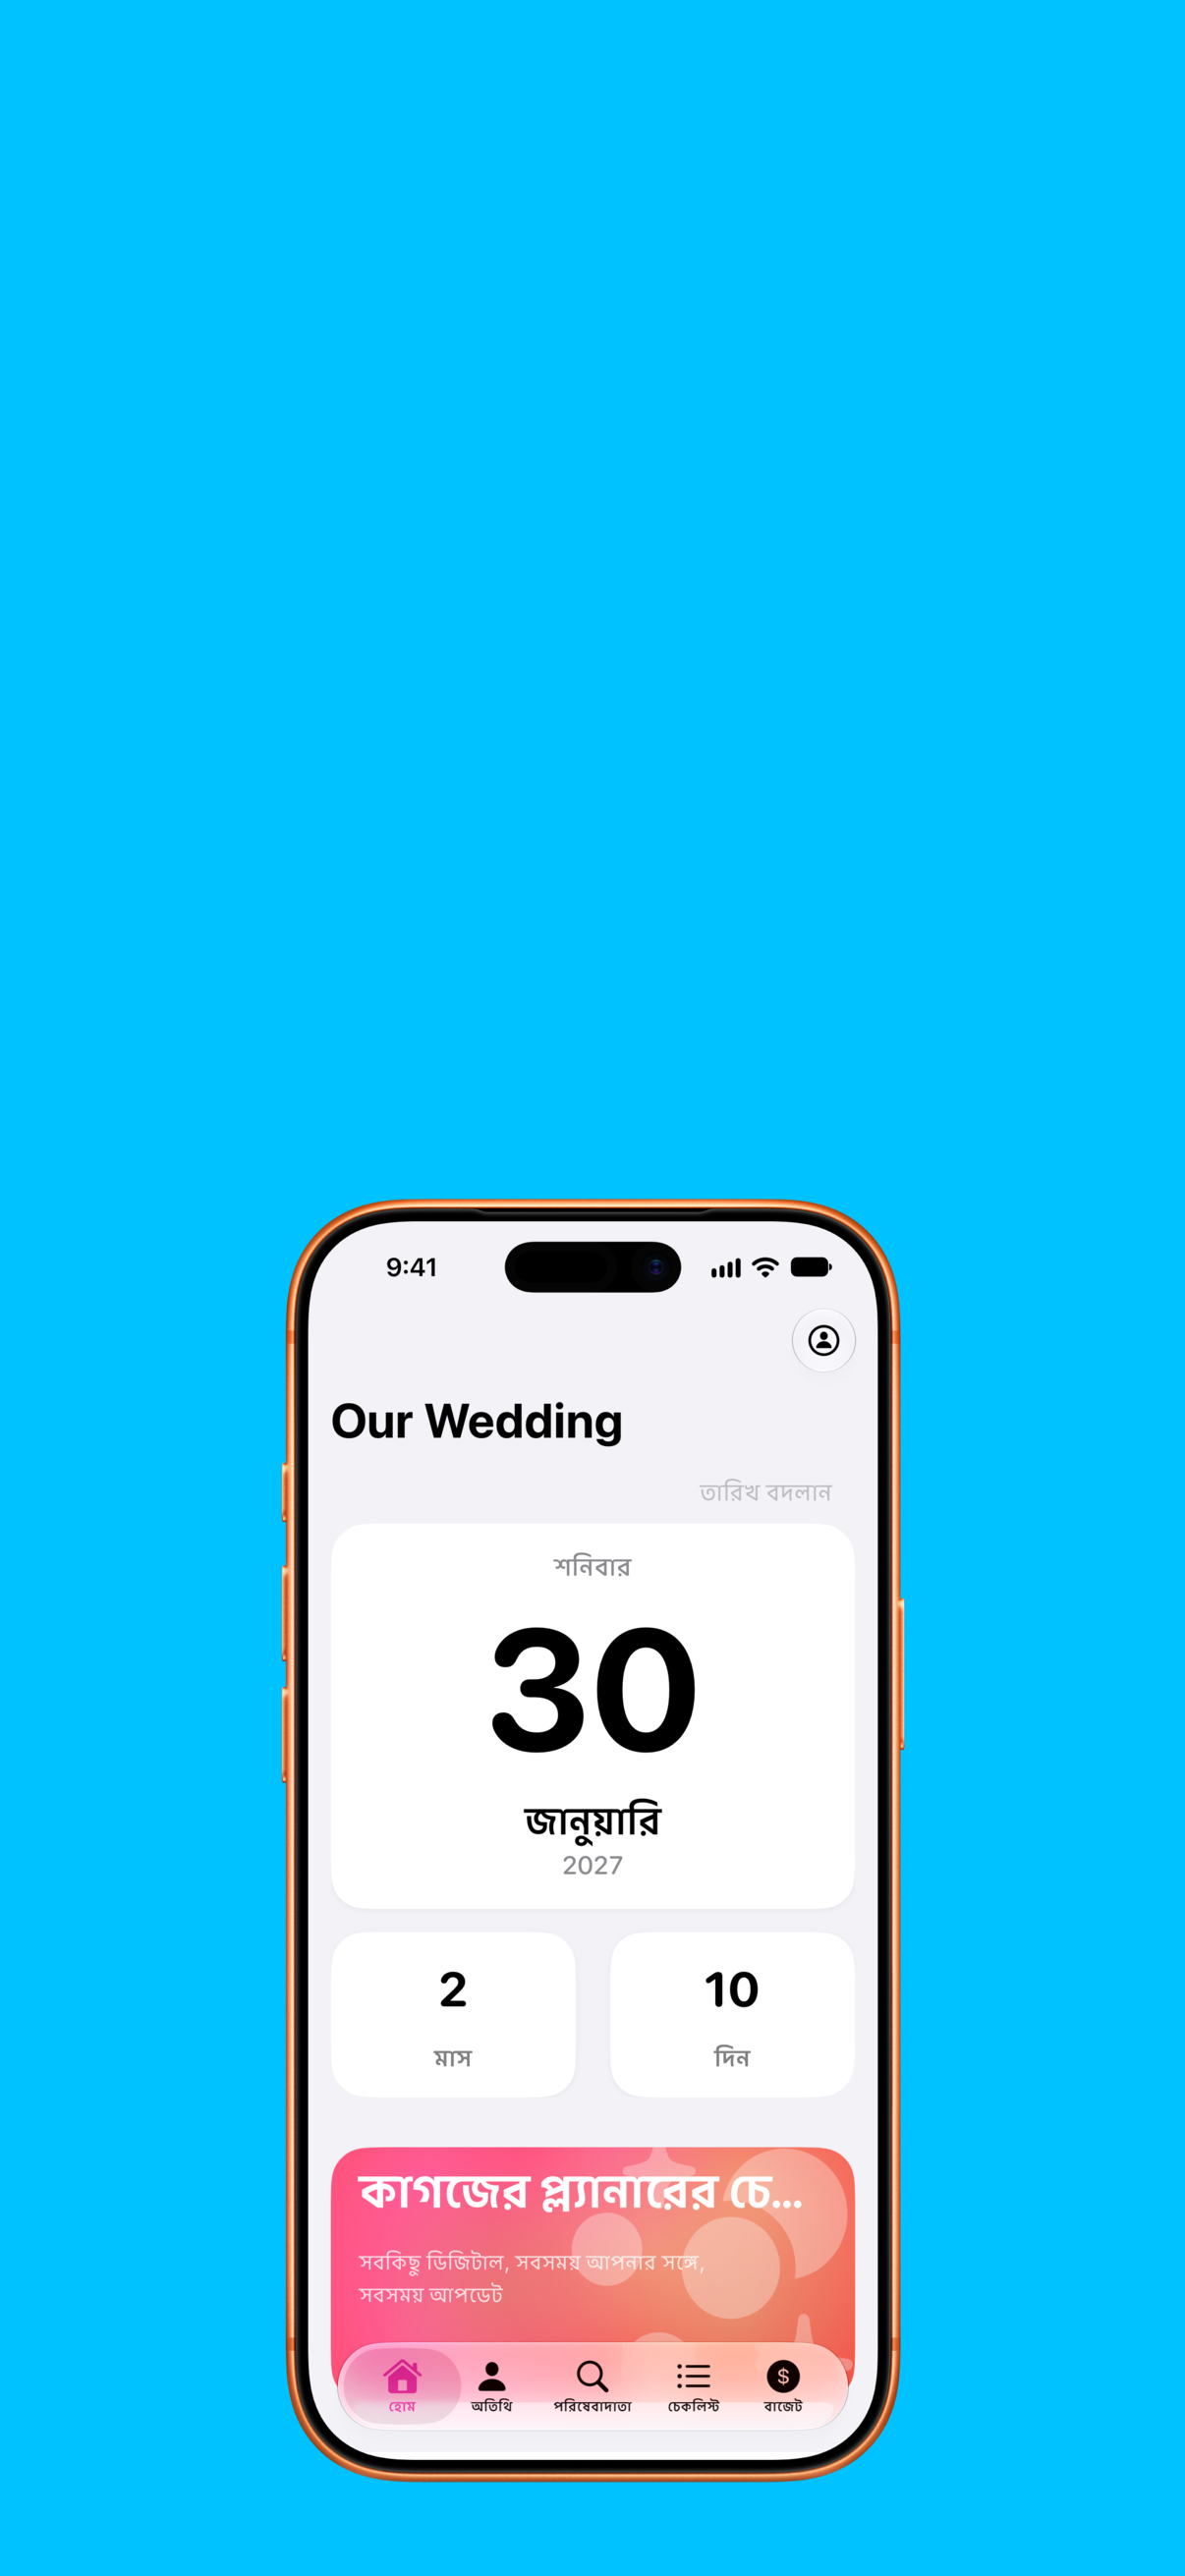 9:41
Our Wedding
তারিখ বদলান
শনিবার
30
জানুয়ারি
2027
2
মাস
10
দিন
কাগজের প্ল্যানারের চে...
সবকিছু ডিজিটাল, সবসময় আপনার সঙ্গে,
সবসময় আপডেট
হোম
অতিথি
পরিষেবাদাতা
চেকলিস্ট
বাজেট